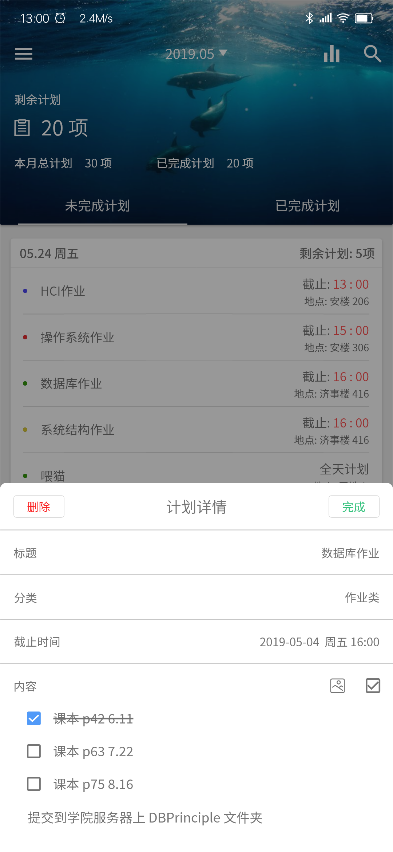 13:00 2.4M/s
2019.05
剩余计划
20 项
本月总计划 30 项 已完成计划 20 项
未完成计划 已完成计划
05.24 周五 剩余计划: 5项
HCI作业 截止: 13 : 00
地点: 安楼 206
操作系统作业 截止: 15 : 00
地点: 安楼 306
数据库作业 截止: 16 : 00
地点: 济事楼 416
系统结构作业 截止: 16 : 00
地点: 济事楼 416
喂猫 全天计划
删除 计划详情 完成
标题 数据库作业
分类 作业类
截止时间 2019-05-04 周五 16:00
内容
课本 p42 6.11
课本 p63 7.22
课本 p75 8.16
提交到学院服务器上 DBPrinciple 文件夹